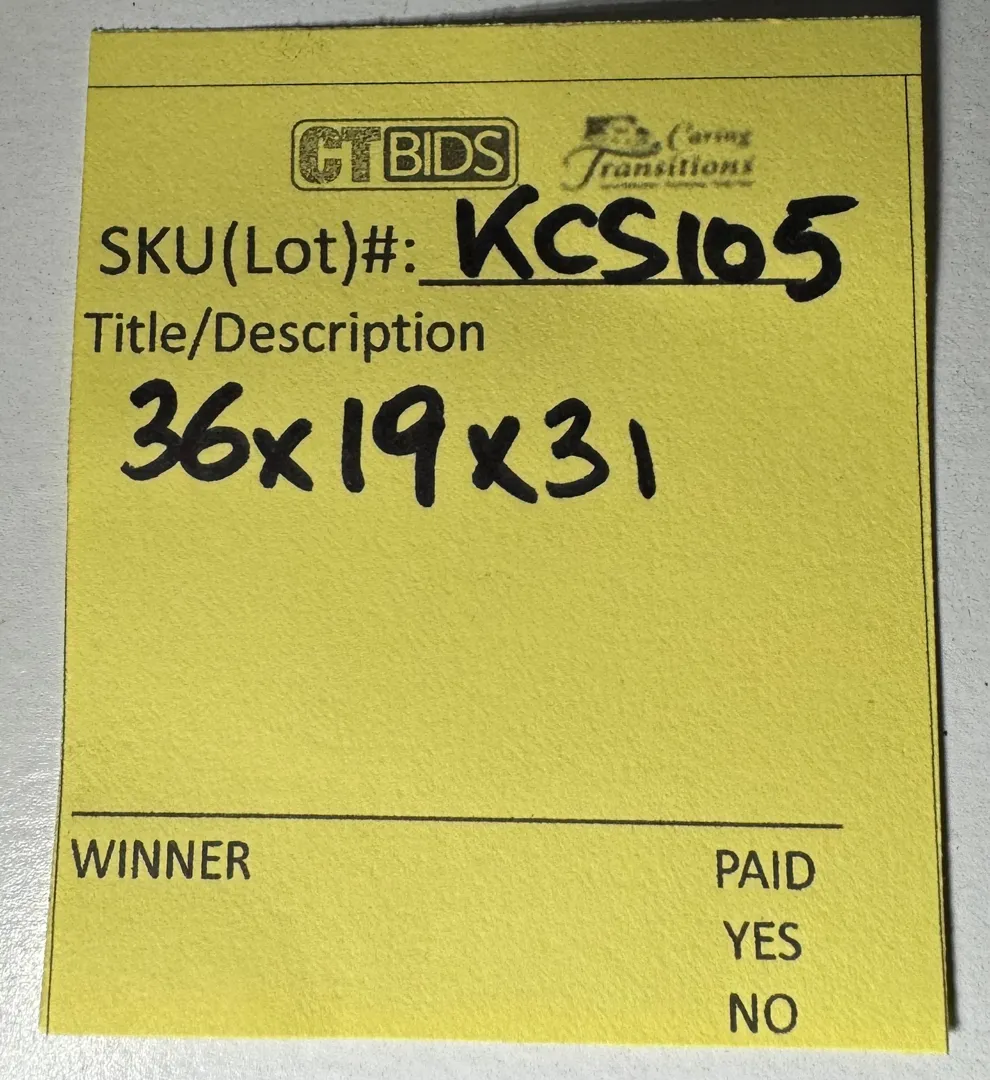 CTBIDS Caring
Transitions
SKU(Lot)#: KCS105
Title/Description
36x19x31
WINNER PAID
YES
NO